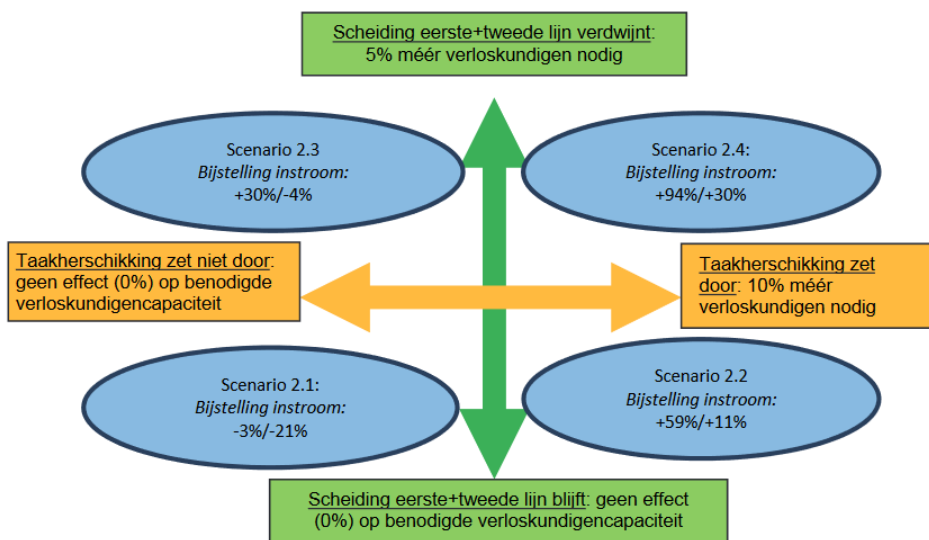 Scheiding eerste+tweede lijn verdwijnt:
5% méér verloskundigen nodig
Scenario 2.3
Bijstelling instroom:
+30%/-4%
Scenario 2.4:
Bijstelling instroom:
+94%/+30%
Taakherschikking zet niet door:
geen effect (0%) op benodigde
verloskundigencapaciteit
Taakherschikking zet
door: 10% méér
verloskundigen nodig
Scenario 2.1:
Bijstelling instroom:
-3%/-21%
Scenario 2.2
Bijstelling instroom:
+59%/+11%
Scheiding eerste+tweede lijn blijft: geen effect
(0%) op benodigde verloskundigencapaciteit